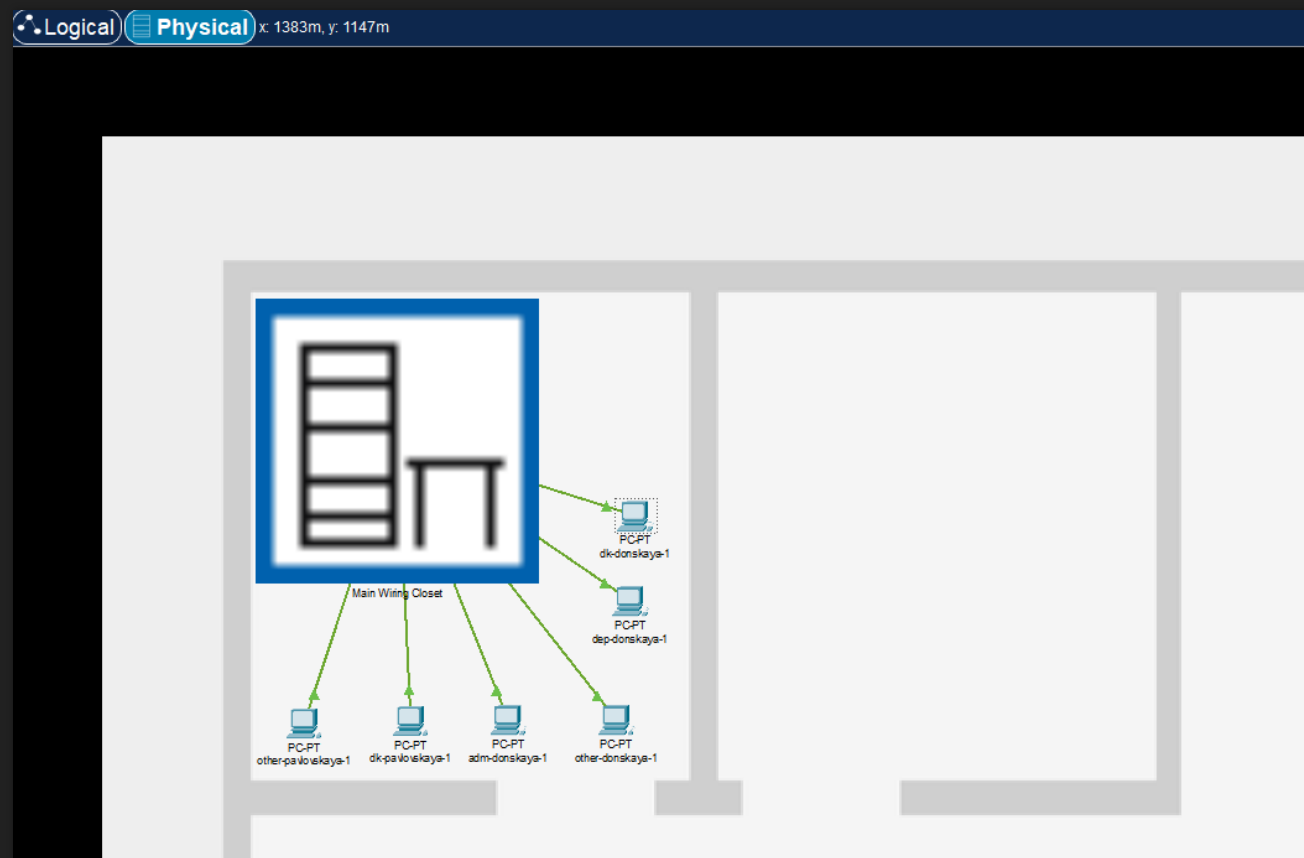 Logical Physical x: 1383m, y: 1147m
PC-PT
dk-donskaya-1
Main Wiring Closet
PC-PT
dep-donskaya-1
PC-PT
other-pavlovskaya-1
PC-PT
dk-pavlovskaya-1
PC-PT
adm-donskaya-1
PC-PT
other-donskaya-1